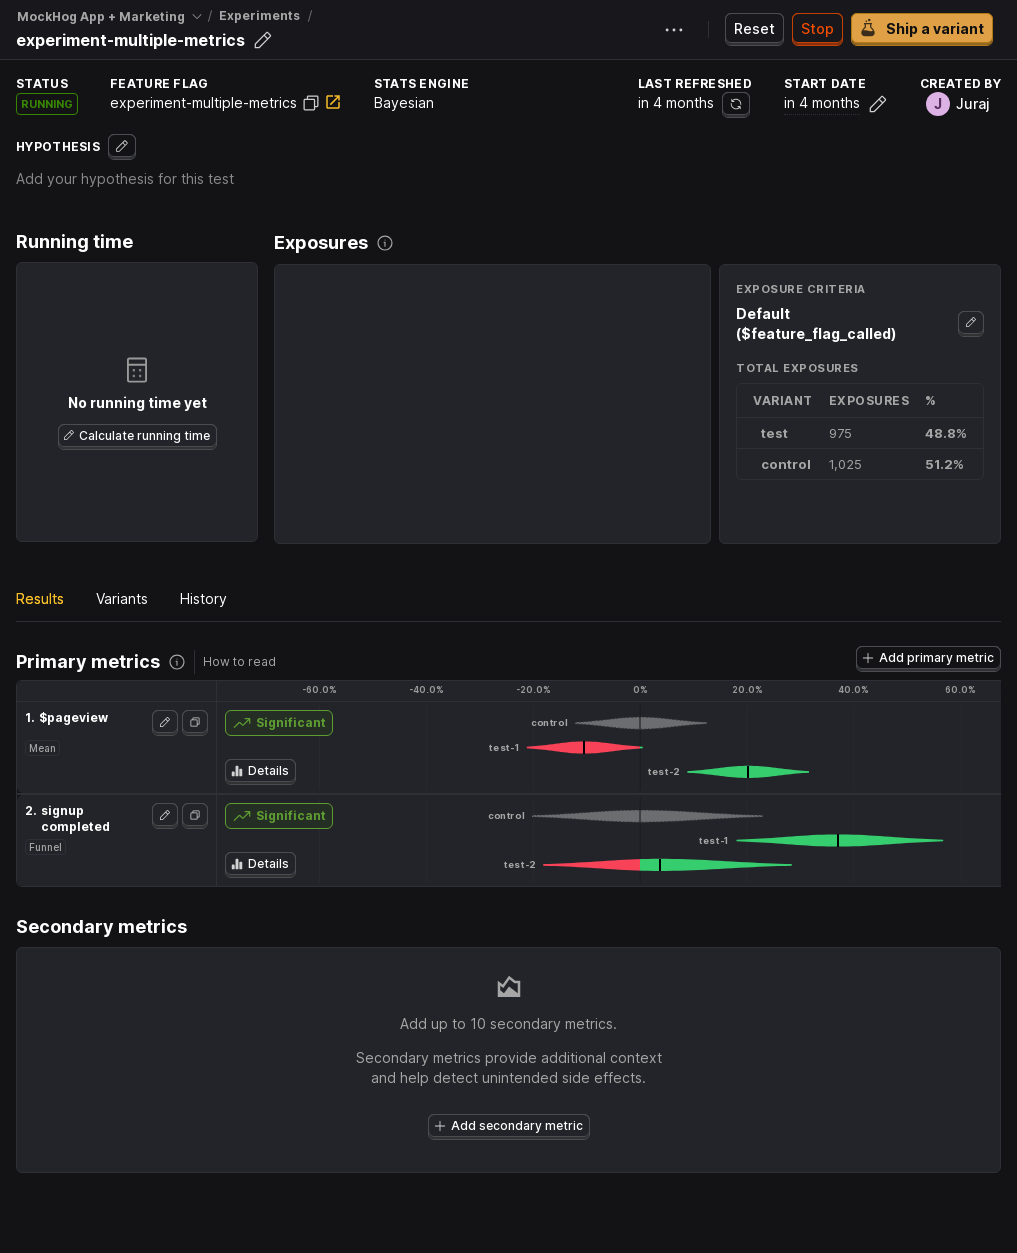 MockHog App + Marketing / Experiments /
experiment-multiple-metrics
Reset
Stop
Ship a variant
STATUS
RUNNING
FEATURE FLAG
experiment-multiple-metrics
STATS ENGINE
Bayesian
LAST REFRESHED
in 4 months
START DATE
in 4 months
CREATED BY
J Juraj
HYPOTHESIS
Add your hypothesis for this test
Running time
No running time yet
Calculate running time
Exposures
EXPOSURE CRITERIA
Default
($feature_flag_called)
TOTAL EXPOSURES
VARIANT EXPOSURES %
test 975 48.8%
control 1,025 51.2%
Results Variants History
Primary metrics How to read
Add primary metric
-60.0% -40.0% -20.0% 0% 20.0% 40.0% 60.0%
1. $pageview
Mean
Significant
Details
control
test-1
test-2
2. signup
completed
Funnel
Significant
Details
control
test-1
test-2
Secondary metrics
Add up to 10 secondary metrics.
Secondary metrics provide additional context
and help detect unintended side effects.
Add secondary metric